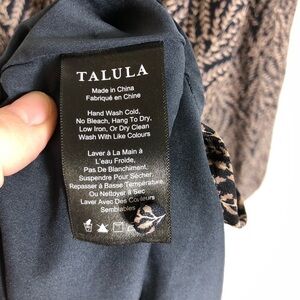 TALULA
Made in China
Fabriqué en Chine
Hand Wash Cold,
No Bleach, Hang To Dry,
Low Iron, Or Dry Clean
Wash With Like Colours
Laver À La Main à
L'eau Froide,
Pas De Blanchiment.
Suspendre Pour Sécher.
Repasser à Basse Température,
Ou Nettoyer à Sec
Laver Avec Des Couleurs
Semblables